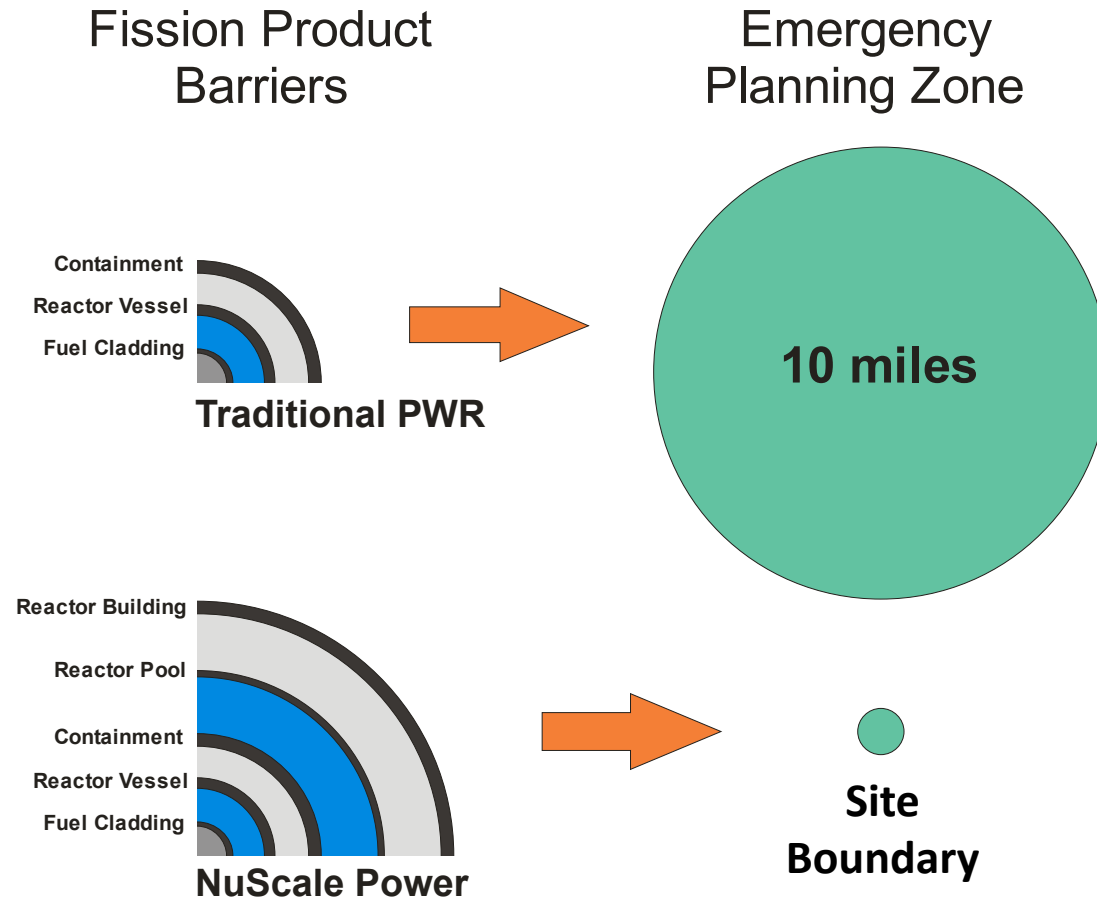 Fission Product
Barriers
Emergency
Planning Zone
Containment
Reactor Vessel
Fuel Cladding
Traditional PWR
10 miles
Reactor Building
Reactor Pool
Containment
Reactor Vessel
Fuel Cladding
NuScale Power
Site
Boundary